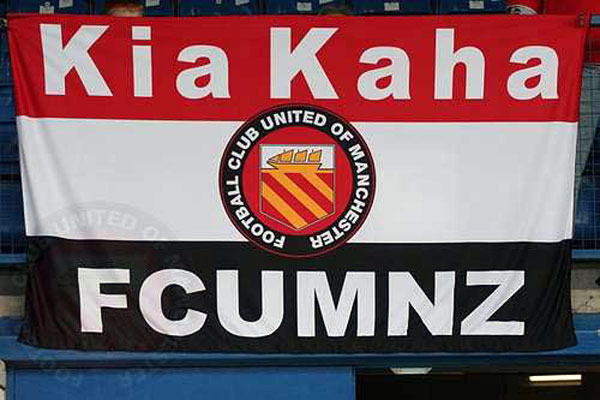 Kia Kaha
FOOTBALL CLUB UNITED OF MANCHESTER
FCUMNZ